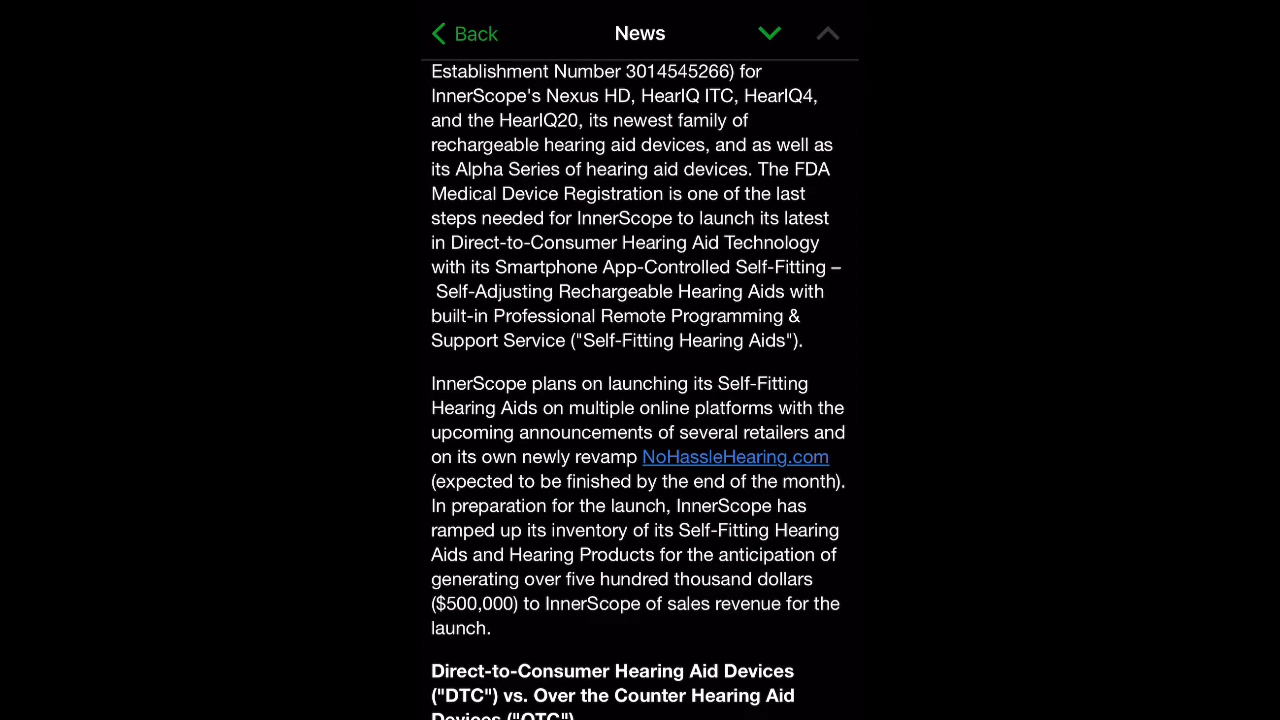 Back
News
Establishment Number 3014545266) for
InnerScope's Nexus HD, HearIQ ITC, HearIQ4,
and the HearIQ20, its newest family of
rechargeable hearing aid devices, and as well as
its Alpha Series of hearing aid devices. The FDA
Medical Device Registration is one of the last
steps needed for InnerScope to launch its latest
in Direct-to-Consumer Hearing Aid Technology
with its Smartphone App-Controlled Self-Fitting –
Self-Adjusting Rechargeable Hearing Aids with
built-in Professional Remote Programming &
Support Service ("Self-Fitting Hearing Aids").
InnerScope plans on launching its Self-Fitting
Hearing Aids on multiple online platforms with the
upcoming announcements of several retailers and
on its own newly revamp NoHassleHearing.com
(expected to be finished by the end of the month).
In preparation for the launch, InnerScope has
ramped up its inventory of its Self-Fitting Hearing
Aids and Hearing Products for the anticipation of
generating over five hundred thousand dollars
($500,000) to InnerScope of sales revenue for the
launch.
Direct-to-Consumer Hearing Aid Devices
("DTC") vs. Over the Counter Hearing Aid
Devices ("OTC")